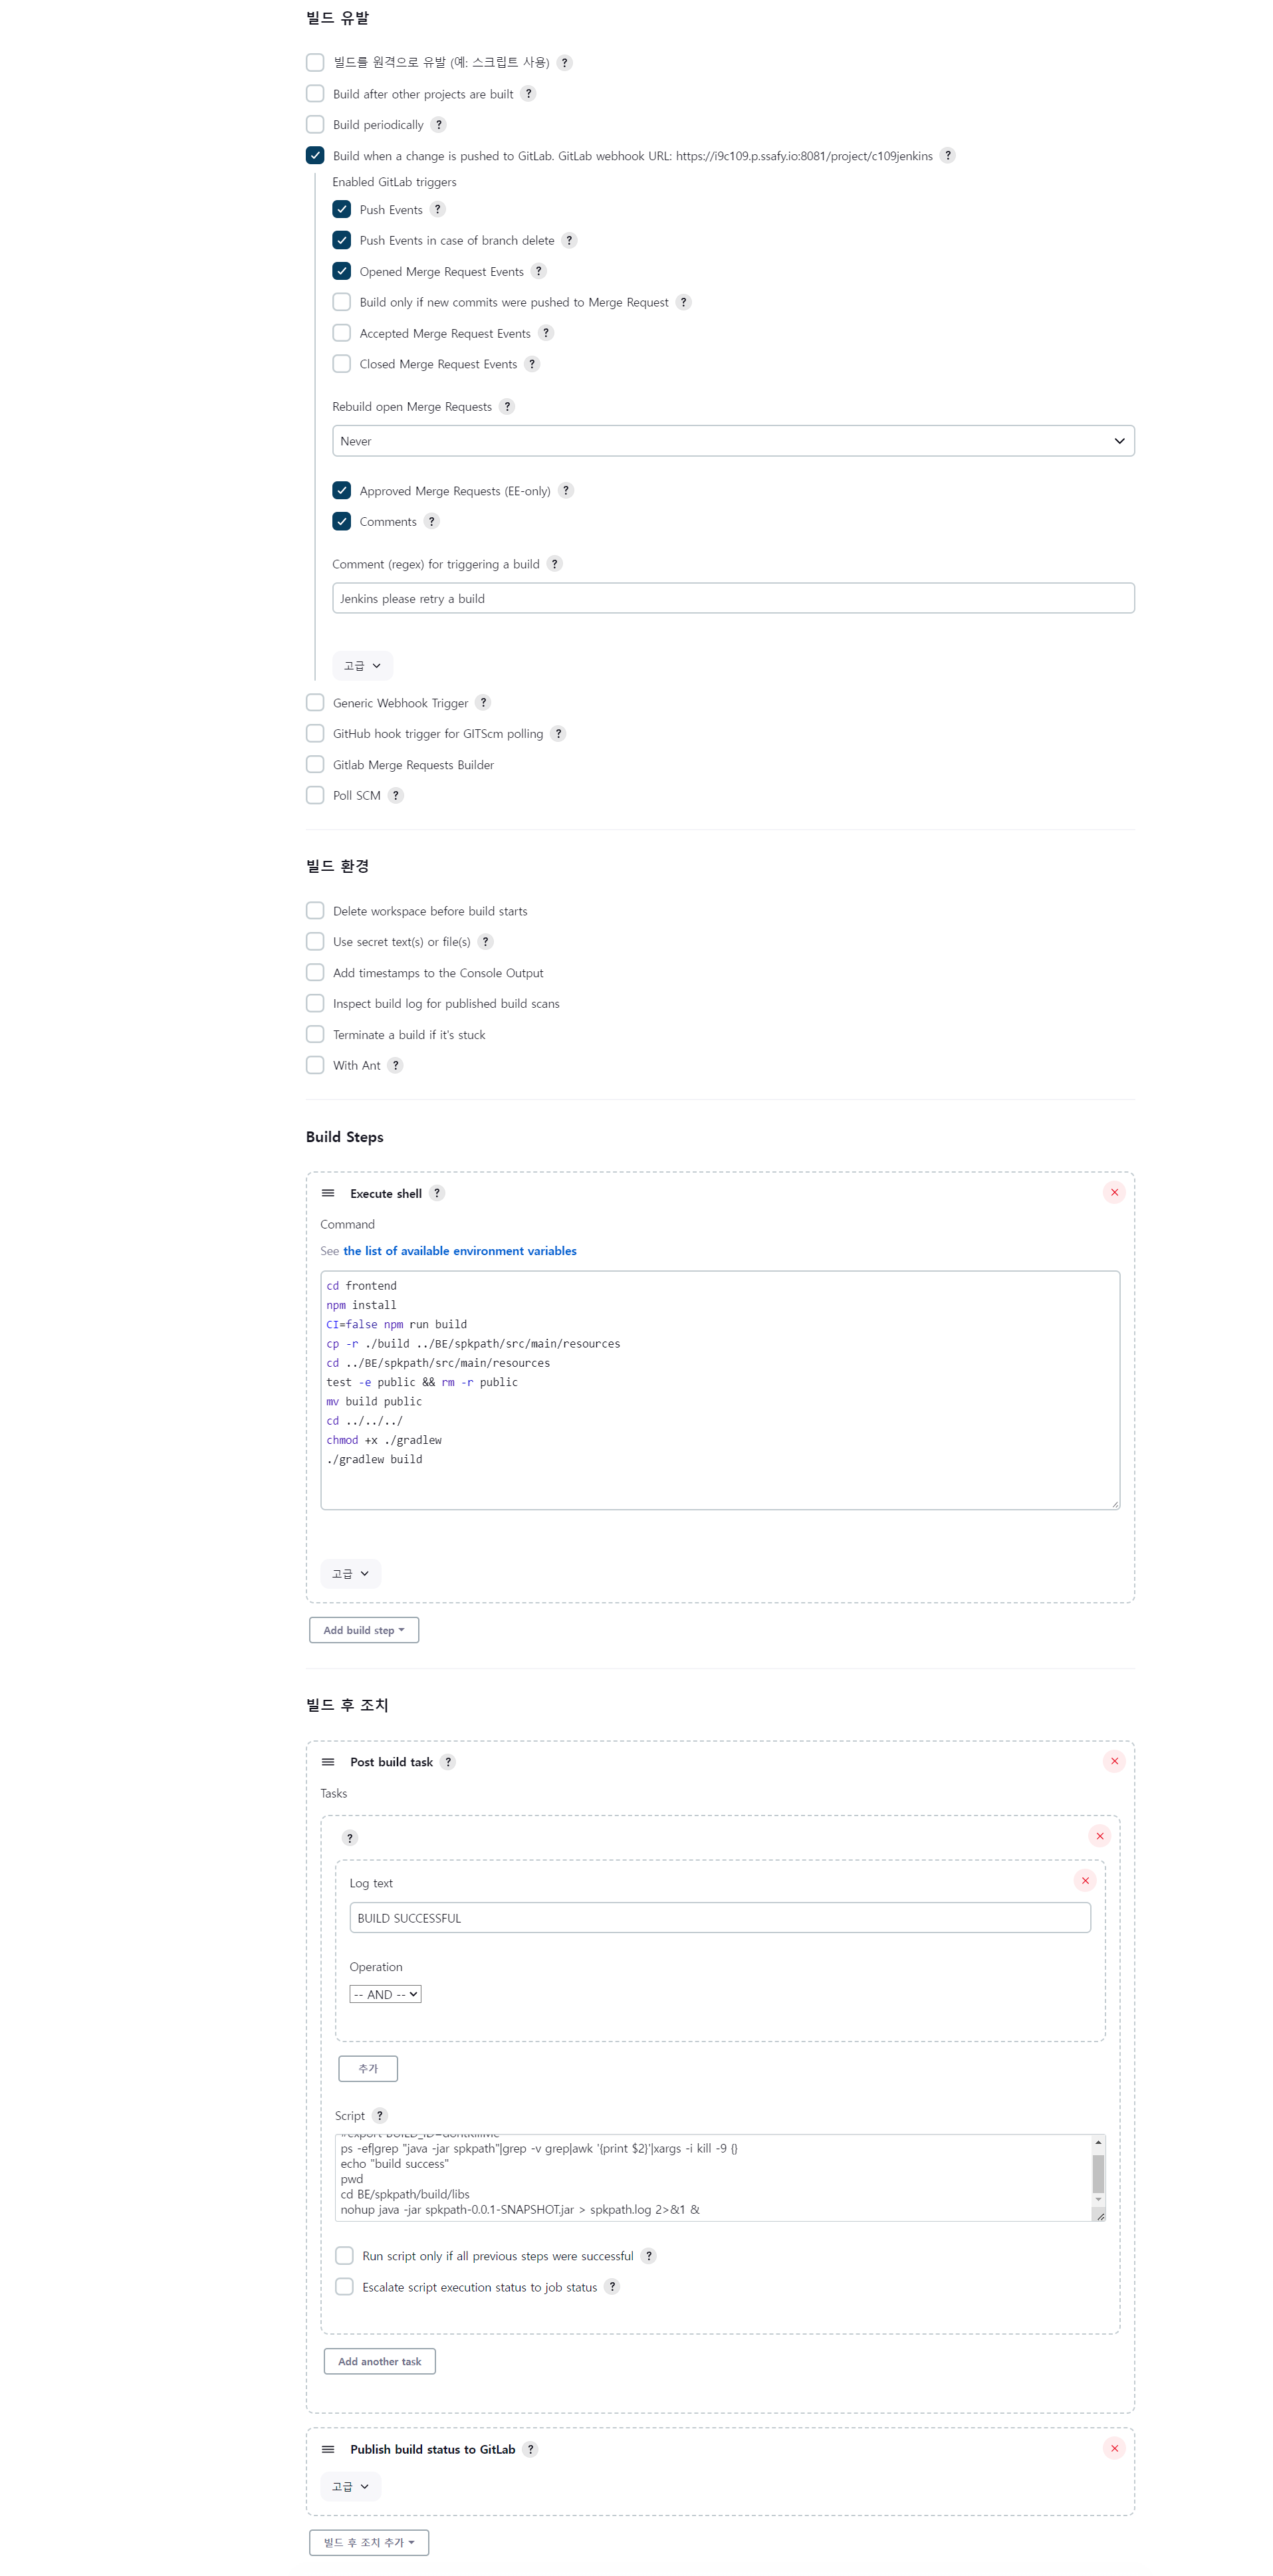 빌드 유발
빌드를 원격으로 유발 (예: 스크립트 사용) ?
Build after other projects are built ?
Build periodically ?
Build when a change is pushed to GitLab. GitLab webhook URL: https://i9c109.p.ssafy.io:8081/project/c109jenkins ?
Enabled GitLab triggers
Push Events ?
Push Events in case of branch delete ?
Opened Merge Request Events ?
Build only if new commits were pushed to Merge Request ?
Accepted Merge Request Events ?
Closed Merge Request Events ?
Rebuild open Merge Requests ?
Never
Approved Merge Requests (EE-only) ?
Comments ?
Comment (regex) for triggering a build ?
Jenkins please retry a build
고급
Generic Webhook Trigger ?
GitHub hook trigger for GITScm polling ?
Gitlab Merge Requests Builder
Poll SCM ?
빌드 환경
Delete workspace before build starts
Use secret text(s) or file(s) ?
Add timestamps to the Console Output
Inspect build log for published build scans
Terminate a build if it's stuck
With Ant ?
Build Steps
Execute shell ?
Command
See the list of available environment variables
cd frontend
npm install
CI=false npm run build
cp -r ./build ../BE/spkpath/src/main/resources
cd ../BE/spkpath/src/main/resources
test -e public && rm -r public
mv build public
cd ../../../
chmod +x ./gradlew
./gradlew build
고급
Add build step
빌드 후 조치
Post build task ?
Tasks
?
Log text
BUILD SUCCESSFUL
Operation
-- AND --
추가
Script ?
#export BUILD_ID=dontKillMe
ps -ef|grep "java -jar spkpath"|grep -v grep|awk '{print $2}'|xargs -i kill -9 {}
echo "build success"
pwd
cd BE/spkpath/build/libs
nohup java -jar spkpath-0.0.1-SNAPSHOT.jar > spkpath.log 2>&1 &
Run script only if all previous steps were successful ?
Escalate script execution status to job status ?
Add another task
Publish build status to GitLab ?
고급
빌드 후 조치 추가